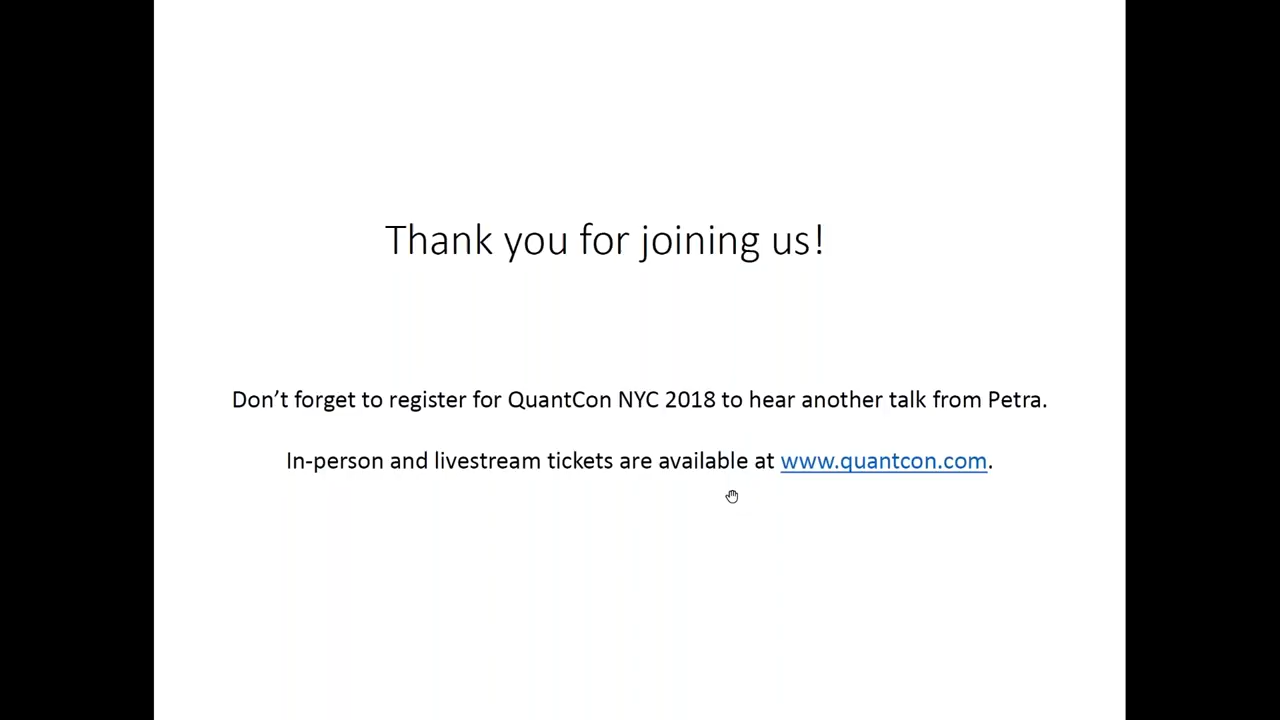 Thank you for joining us!
Don’t forget to register for QuantCon NYC 2018 to hear another talk from Petra.
In-person and livestream tickets are available at www.quantcon.com.